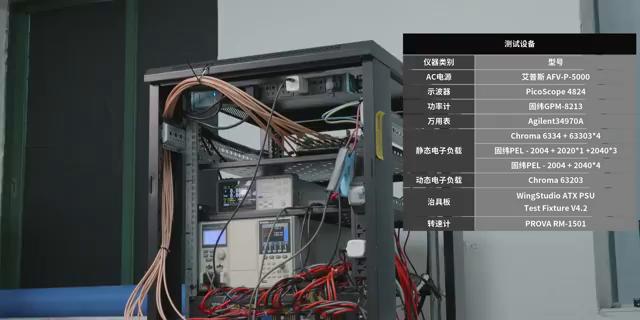 测试设备
仪器类别 型号
AC电源 艾普斯 AFV-P-5000
示波器 PicoScope 4824
功率计 固纬GPM-8213
万用表 Agilent34970A
静态电子负载 Chroma 6334 + 63303*4
固纬PEL - 2004 + 2020*1 +2040*3
固纬PEL - 2004 + 2040*4
动态电子负载 Chroma 63203
治具板 WingStudio ATX PSU
Test Fixture V4.2
转速计 PROVA RM-1501